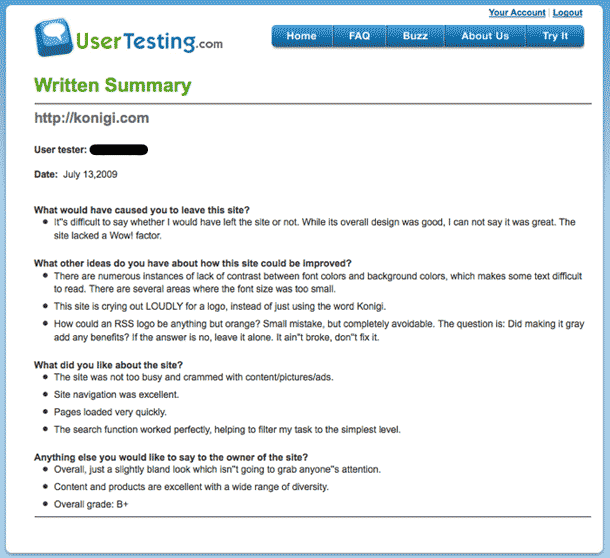 Your Account | Logout
UserTesting.com
Home FAQ Buzz About Us Try It
Written Summary
http://konigi.com
User tester:
Date: July 13,2009
What would have caused you to leave this site?
• It"s difficult to say whether I would have left the site or not. While its overall design was good, I can not say it was great. The
site lacked a Wow! factor.
What other ideas do you have about how this site could be improved?
• There are numerous instances of lack of contrast between font colors and background colors, which makes some text difficult
to read. There are several areas where the font size was too small.
• This site is crying out LOUDLY for a logo, instead of just using the word Konigi.
• How could an RSS logo be anything but orange? Small mistake, but completely avoidable. The question is: Did making it gray
add any benefits? If the answer is no, leave it alone. It ain"t broke, don"t fix it.
What did you like about the site?
• The site was not too busy and crammed with content/pictures/ads.
• Site navigation was excellent.
• Pages loaded very quickly.
• The search function worked perfectly, helping to filter my task to the simplest level.
Anything else you would like to say to the owner of the site?
• Overall, just a slightly bland look which isn"t going to grab anyone"s attention.
• Content and products are excellent with a wide range of diversity.
• Overall grade: B+